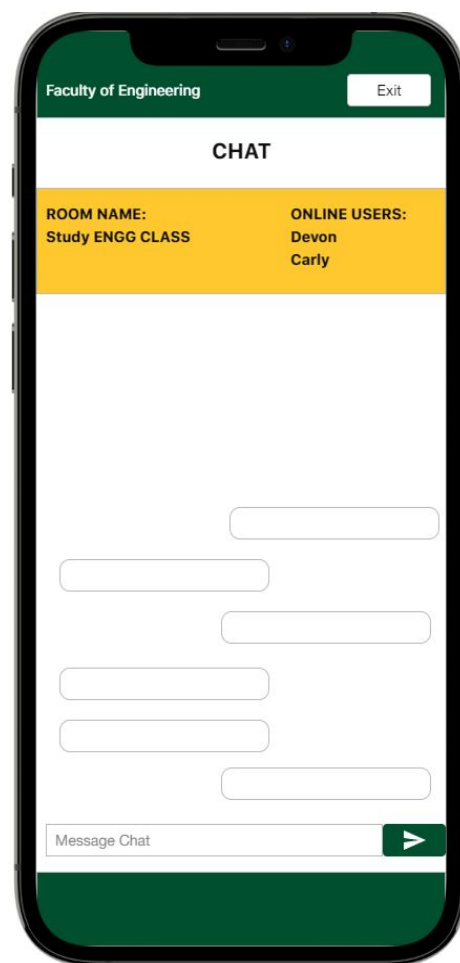 Faculty of Engineering
Exit
CHAT
ROOM NAME:
Study ENGG CLASS
ONLINE USERS:
Devon
Carly
Message Chat